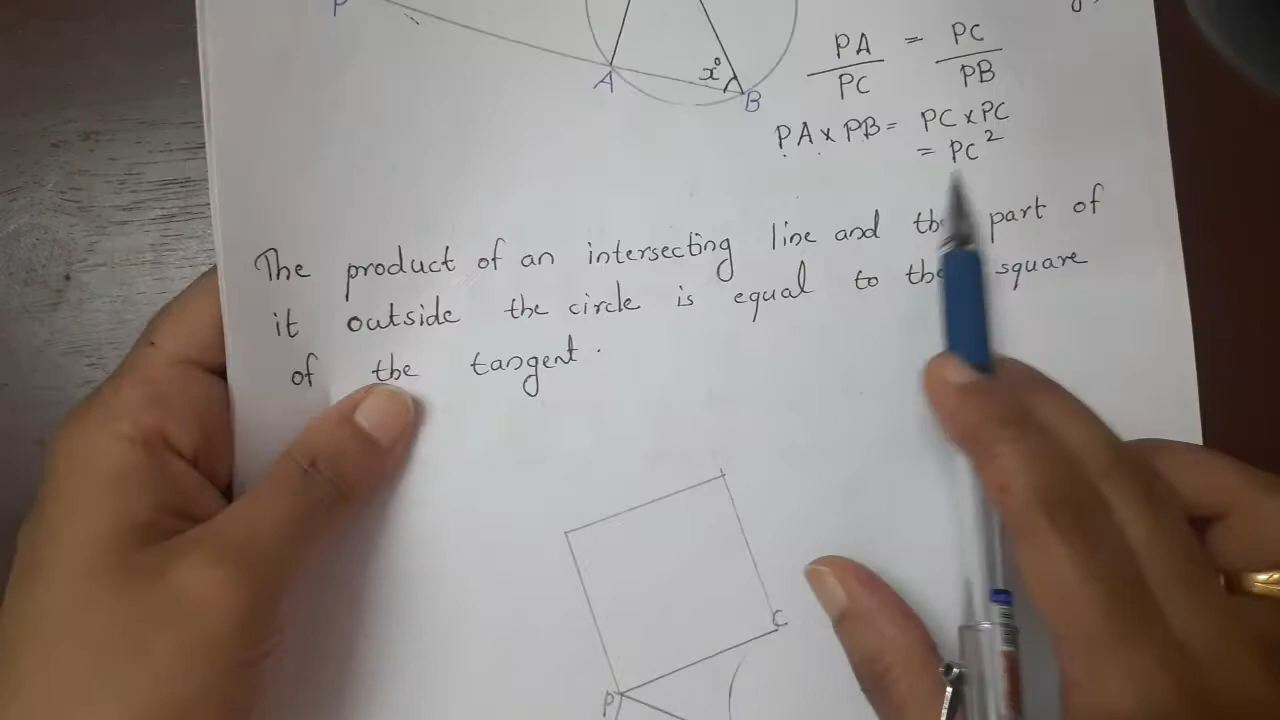 P
A
x°
B
PA = PC
PC PB
PA x PB = PC x PC
= PC²
The product of an intersecting line and the part of
it outside the circle is equal to the square
of the tangent.
C
P